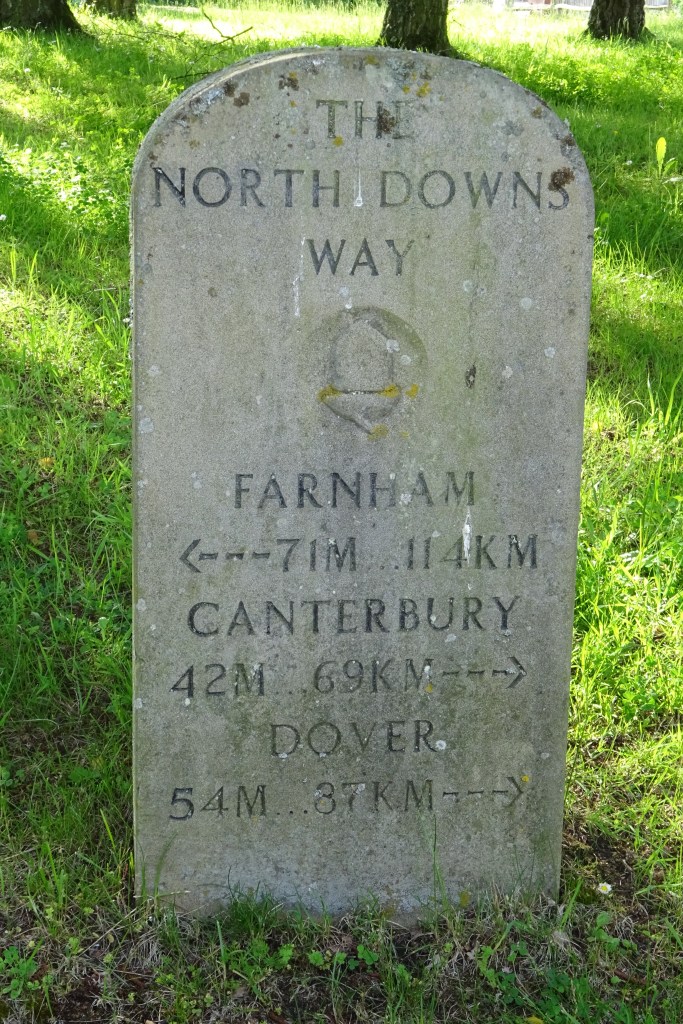 THE
NORTH DOWNS
WAY
FARNHAM
<---71M...114KM
CANTERBURY
42M...69KM--->
DOVER
54M...87KM--->